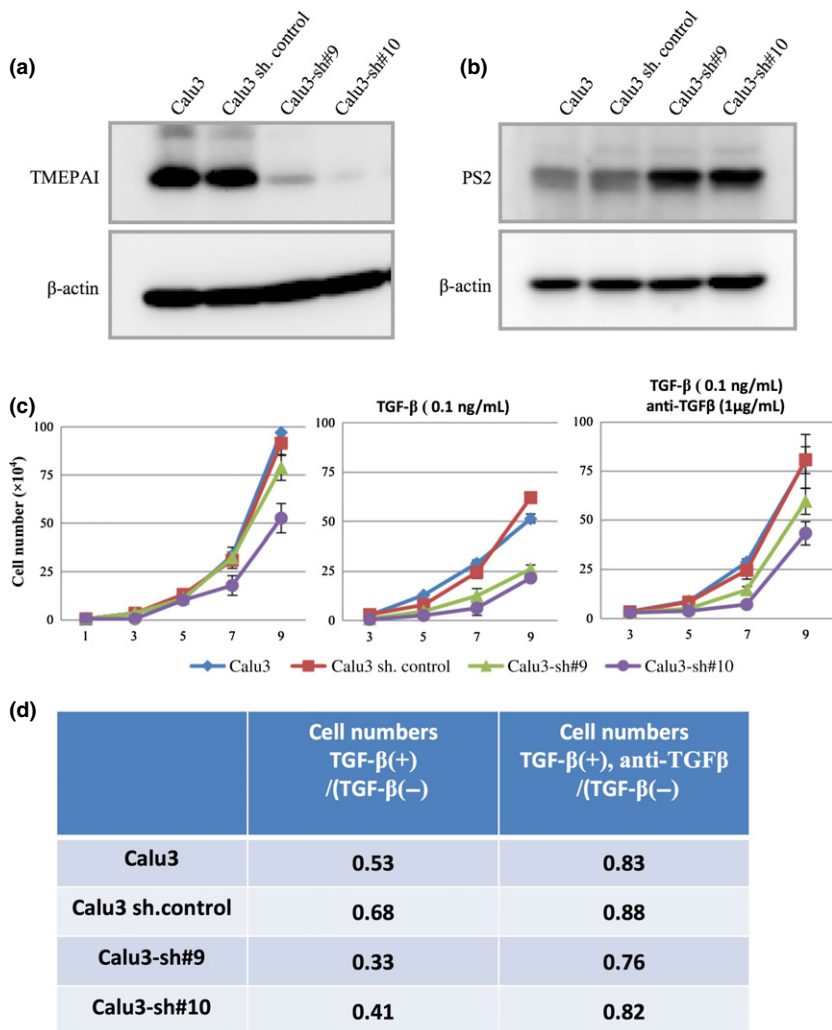 (a)
Calu3
Calu3 sh. control
Calu3-sh#9
Calu3-sh#10
TMEPAI
β-actin
(b)
Calu3
Calu3 sh. control
Calu3-sh#9
Calu3-sh#10
PS2
β-actin
(c)
Cell number (×10⁴)
100
75
50
25
0
1 3 5 7 9
TGF-β ( 0.1 ng/mL)
100
75
50
25
0
3 5 7 9
TGF-β ( 0.1 ng/mL)
anti-TGFβ (1μg/mL)
100
75
50
25
0
3 5 7 9
Calu3 Calu3 sh. control Calu3-sh#9 Calu3-sh#10
(d)
Cell numbers
TGF-β(+)
/(TGF-β(–)
Cell numbers
TGF-β(+), anti-TGFβ
/(TGF-β(–)
Calu3 0.53 0.83
Calu3 sh.control 0.68 0.88
Calu3-sh#9 0.33 0.76
Calu3-sh#10 0.41 0.82